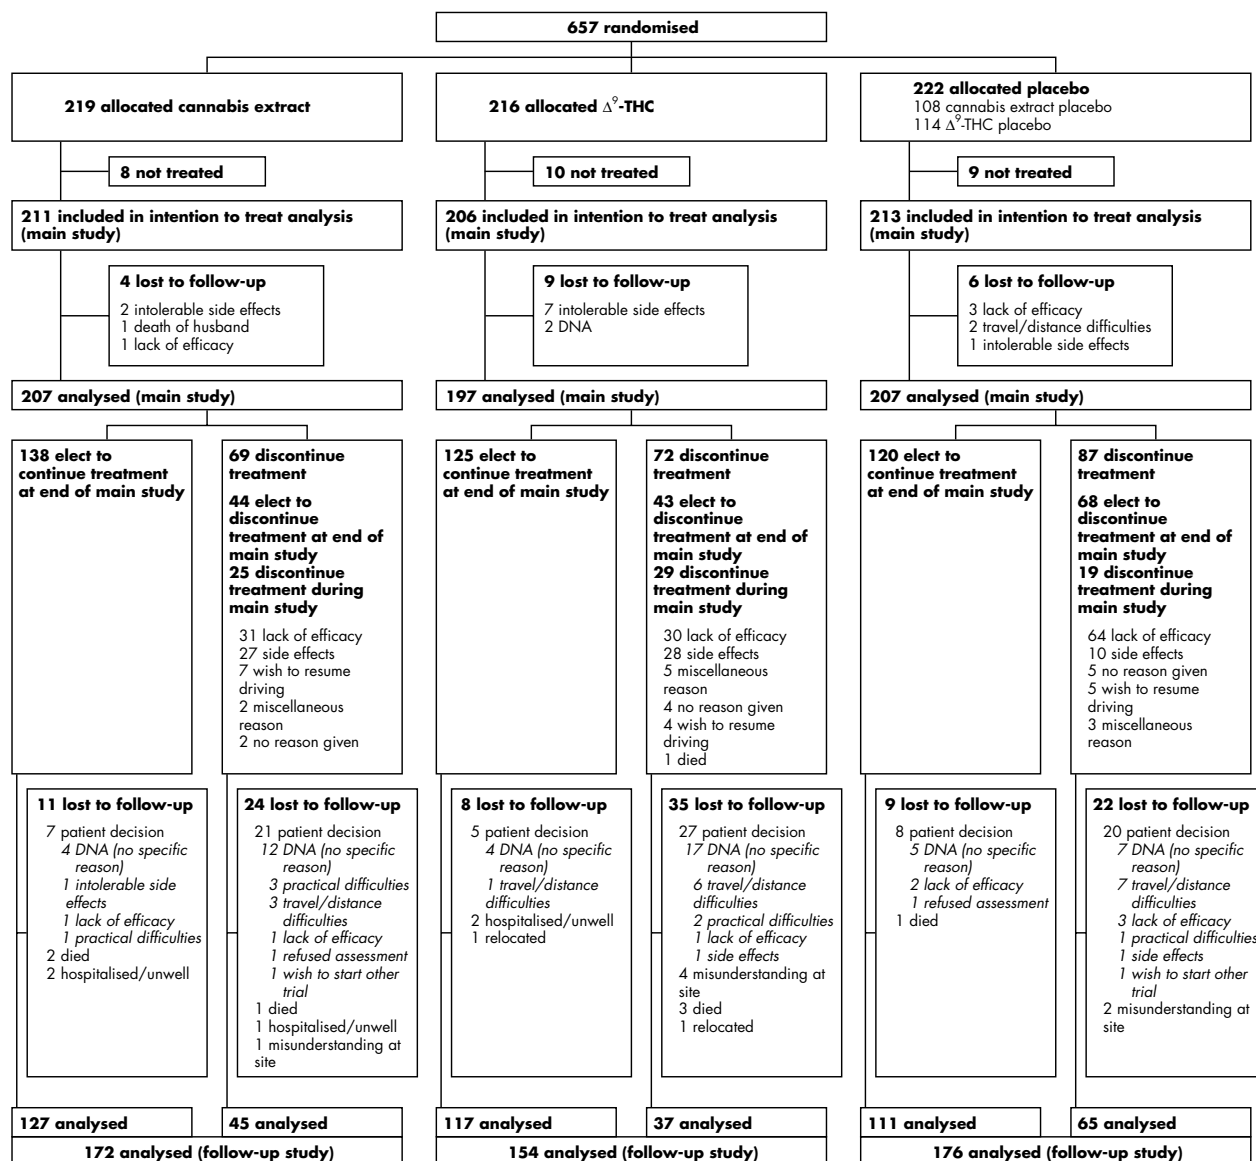 657 randomised
219 allocated cannabis extract
8 not treated
211 included in intention to treat analysis
(main study)
4 lost to follow-up
2 intolerable side effects
1 death of husband
1 lack of efficacy
207 analysed (main study)
138 elect to
continue treatment
at end of main study
69 discontinue
treatment
44 elect to
discontinue
treatment at end of
main study
25 discontinue
treatment during
main study
31 lack of efficacy
27 side effects
7 wish to resume
driving
2 miscellaneous
reason
2 no reason given
11 lost to follow-up
7 patient decision
4 DNA (no specific
reason)
1 intolerable side
effects
1 lack of efficacy
1 practical difficulties
2 died
2 hospitalised/unwell
24 lost to follow-up
21 patient decision
12 DNA (no specific
reason)
3 practical difficulties
3 travel/distance
difficulties
1 lack of efficacy
1 refused assessment
1 wish to start other
trial
1 died
1 hospitalised/unwell
1 misunderstanding at
site
127 analysed
45 analysed
172 analysed (follow-up study)
216 allocated Δ⁹-THC
10 not treated
206 included in intention to treat analysis
(main study)
9 lost to follow-up
7 intolerable side effects
2 DNA
197 analysed (main study)
125 elect to
continue treatment
at end of main study
72 discontinue
treatment
43 elect to
discontinue
treatment at end of
main study
29 discontinue
treatment during
main study
30 lack of efficacy
28 side effects
5 miscellaneous
reason
4 no reason given
4 wish to resume
driving
1 died
8 lost to follow-up
5 patient decision
4 DNA (no specific
reason)
1 travel/distance
difficulties
2 hospitalised/unwell
1 relocated
35 lost to follow-up
27 patient decision
17 DNA (no specific
reason)
6 travel/distance
difficulties
2 practical difficulties
1 lack of efficacy
1 side effects
4 misunderstanding at
site
3 died
1 relocated
117 analysed
37 analysed
154 analysed (follow-up study)
222 allocated placebo
108 cannabis extract placebo
114 Δ⁹-THC placebo
9 not treated
213 included in intention to treat analysis
(main study)
6 lost to follow-up
3 lack of efficacy
2 travel/distance difficulties
1 intolerable side effects
207 analysed (main study)
120 elect to
continue treatment
at end of main study
87 discontinue
treatment
68 elect to
discontinue
treatment at end of
main study
19 discontinue
treatment during
main study
64 lack of efficacy
10 side effects
5 no reason given
5 wish to resume
driving
3 miscellaneous
reason
9 lost to follow-up
8 patient decision
5 DNA (no specific
reason)
2 lack of efficacy
1 refused assessment
1 died
22 lost to follow-up
20 patient decision
7 DNA (no specific
reason)
7 travel/distance
difficulties
3 lack of efficacy
1 practical difficulties
1 side effects
1 wish to start other
trial
2 misunderstanding at
site
111 analysed
65 analysed
176 analysed (follow-up study)